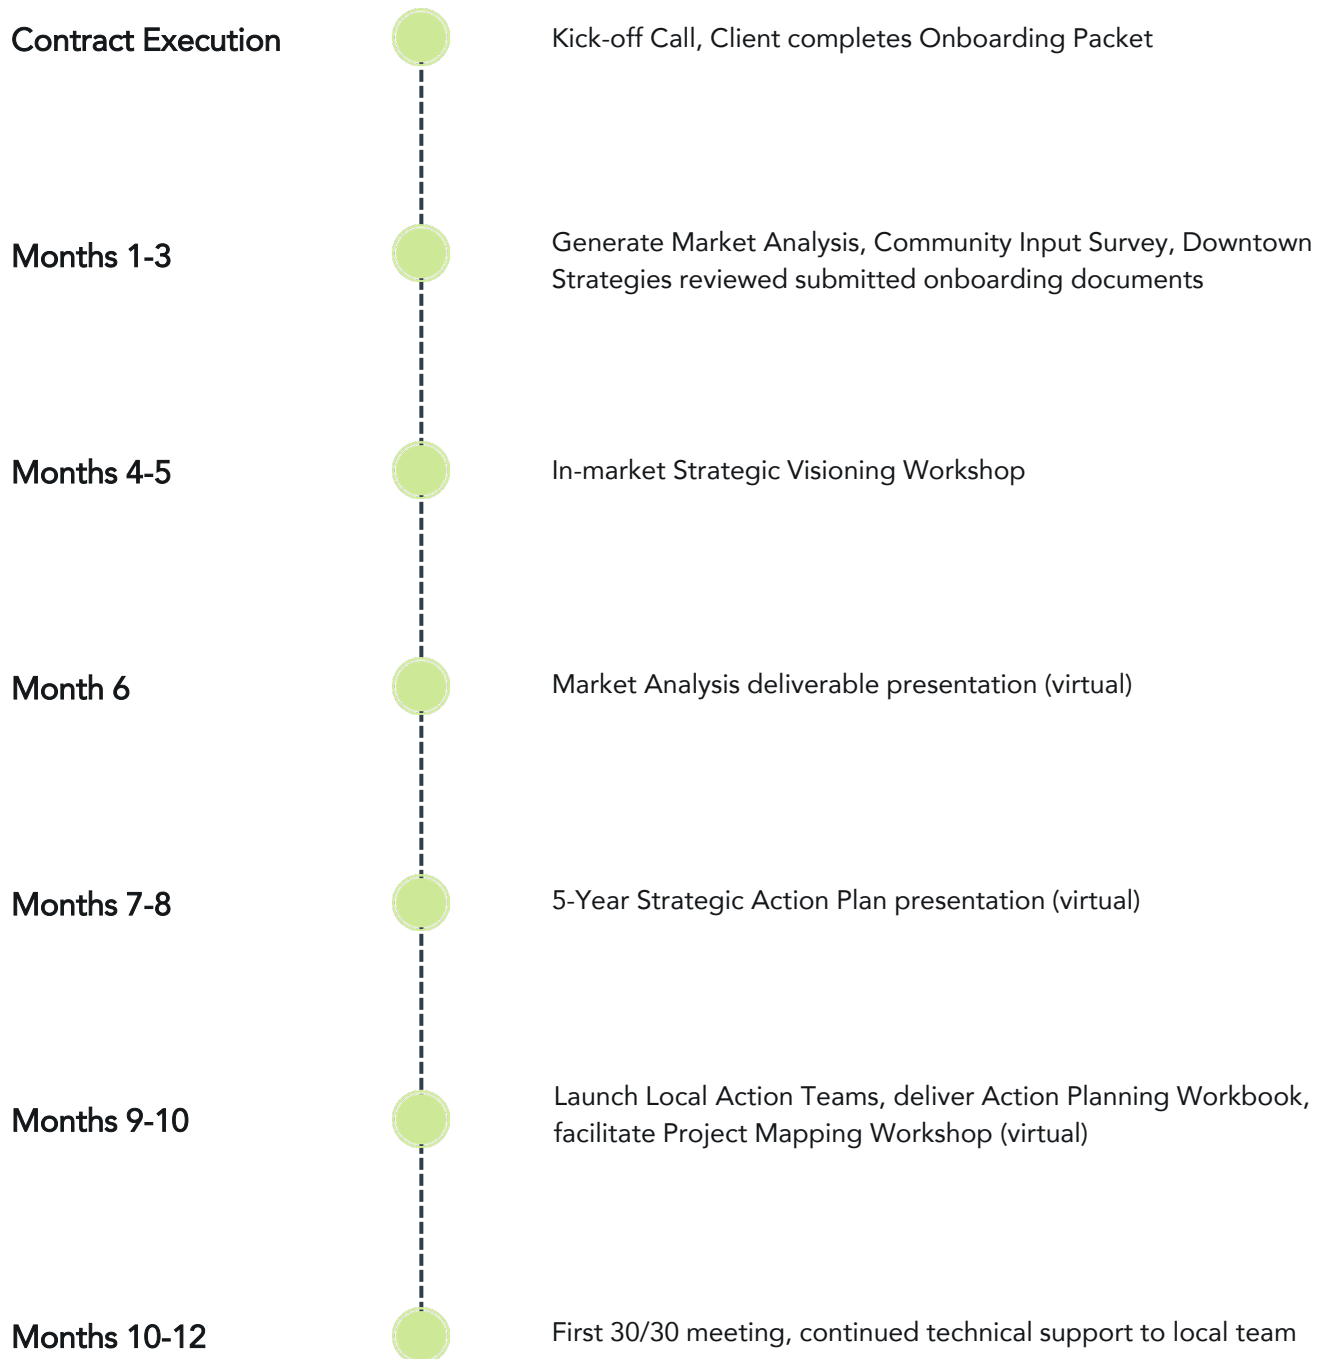 Contract Execution
Kick-off Call, Client completes Onboarding Packet
Months 1-3
Generate Market Analysis, Community Input Survey, Downtown
Strategies reviewed submitted onboarding documents
Months 4-5
In-market Strategic Visioning Workshop
Month 6
Market Analysis deliverable presentation (virtual)
Months 7-8
5-Year Strategic Action Plan presentation (virtual)
Months 9-10
Launch Local Action Teams, deliver Action Planning Workbook,
facilitate Project Mapping Workshop (virtual)
Months 10-12
First 30/30 meeting, continued technical support to local team